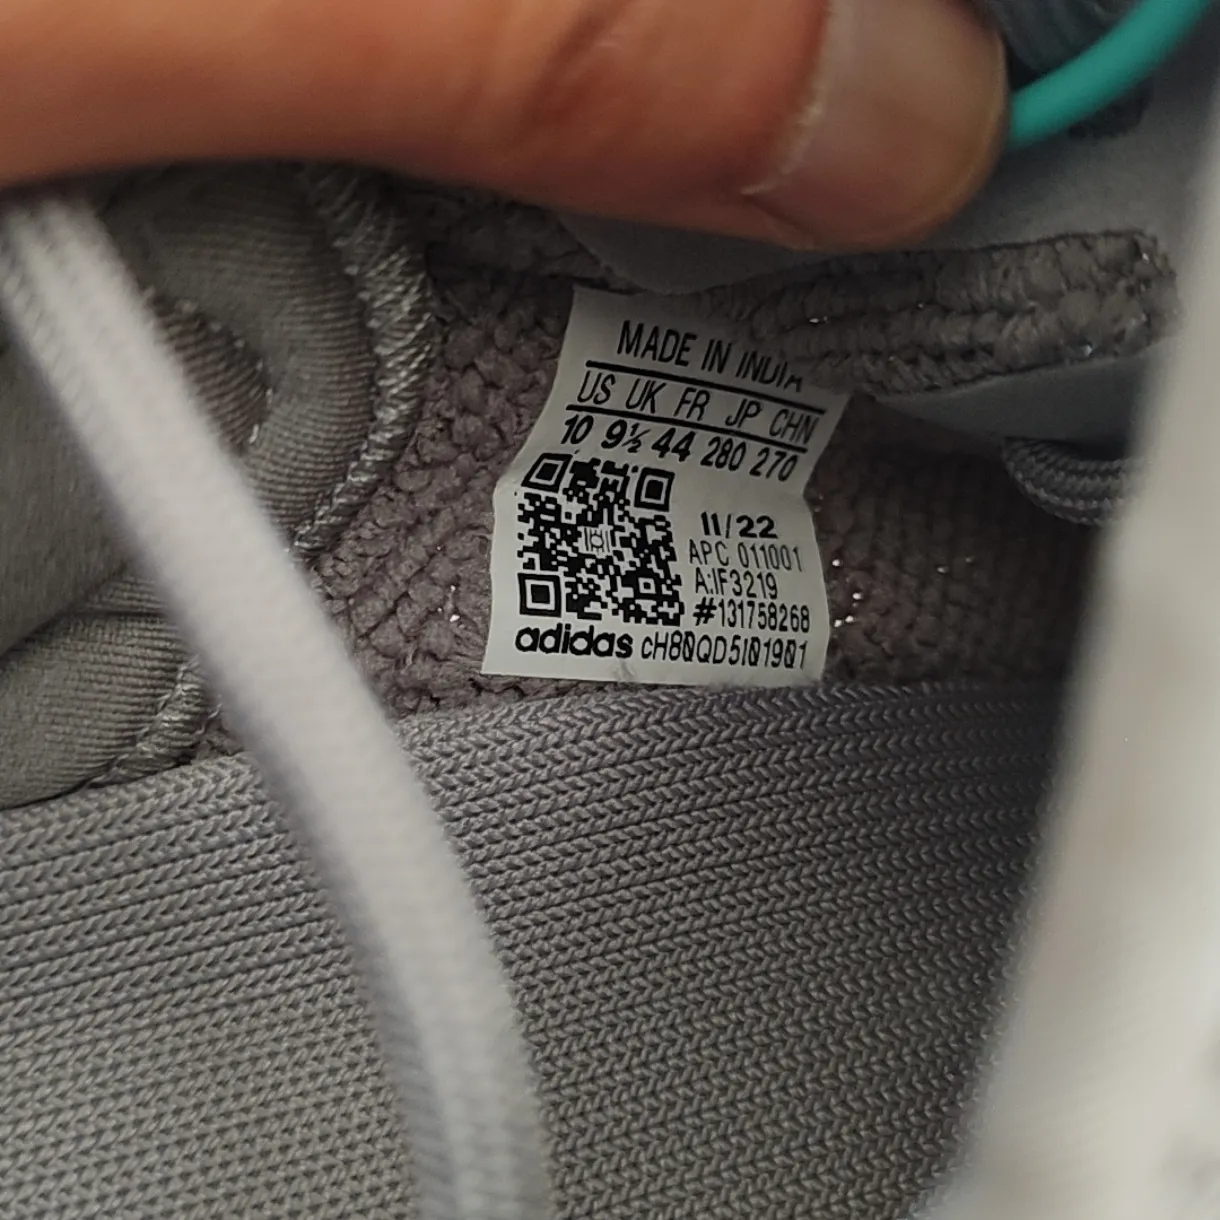 MADE IN INDIA
US UK FR JP CHN
10 9½ 44 280 270
11/22
APC 011001
A:IF3219
#131758268
adidas cH80QD5I01901